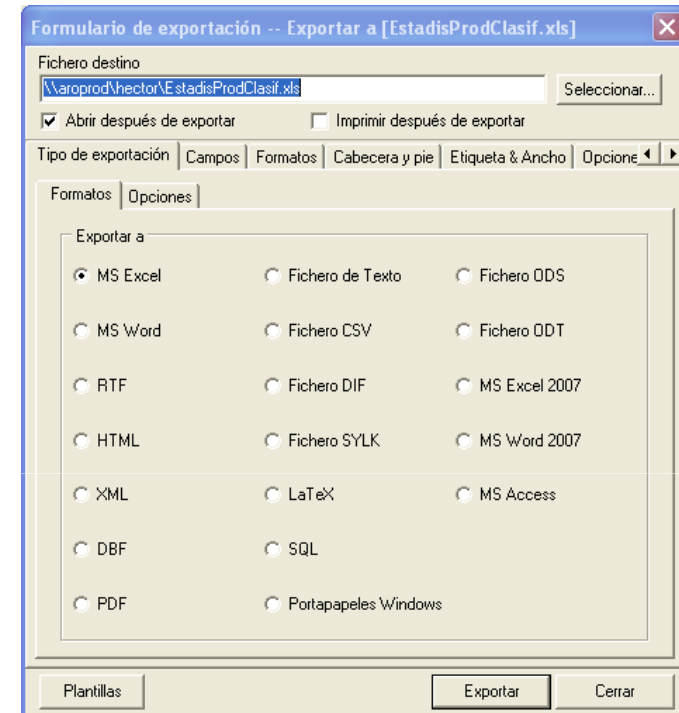 Formulario de exportación -- Exportar a [EstadisProdClasif.xls]
Fichero destino
\\aroprod\hector\EstadisProdClasif.xls Seleccionar...
Abrir después de exportar Imprimir después de exportar
Tipo de exportación Campos Formatos Cabecera y pie Etiqueta & Ancho Opcione
Formatos Opciones
Exportar a
MS Excel Fichero de Texto Fichero ODS
MS Word Fichero CSV Fichero ODT
RTF Fichero DIF MS Excel 2007
HTML Fichero SYLK MS Word 2007
XML LaTeX MS Access
DBF SQL
PDF Portapapeles Windows
Plantillas Exportar Cerrar